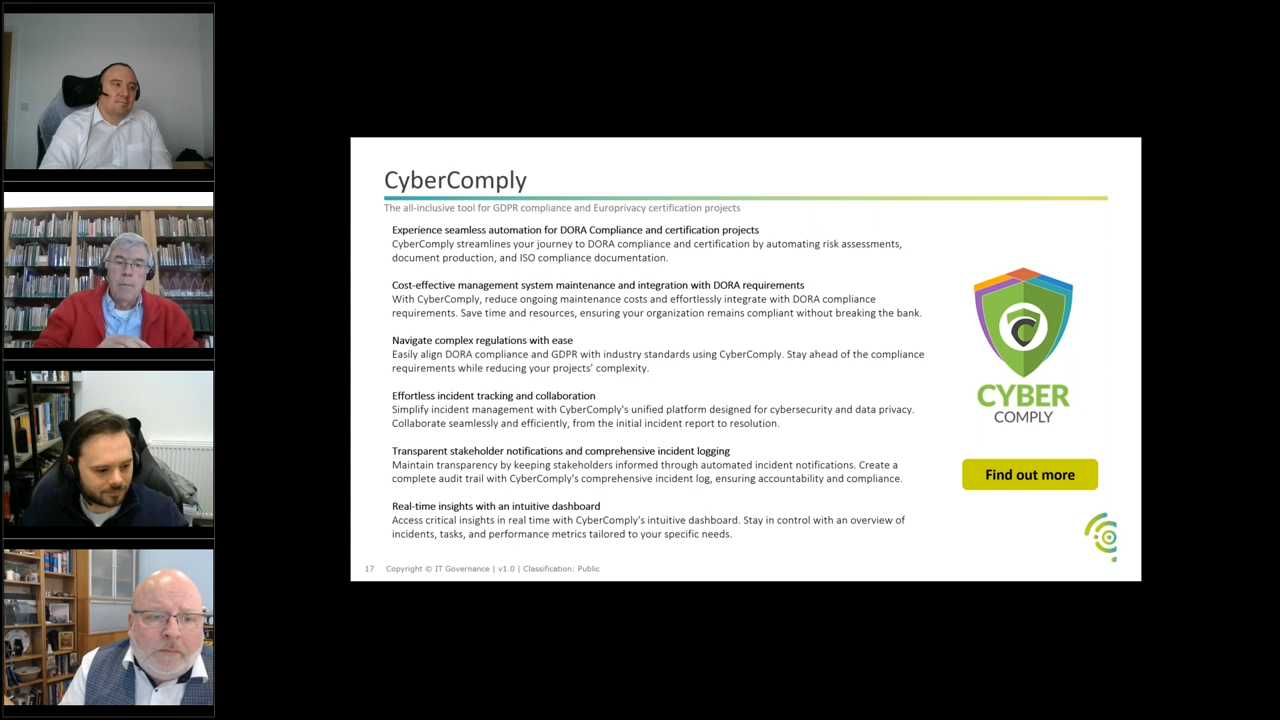 CyberComply
The all-inclusive tool for GDPR compliance and Europrivacy certification projects
Experience seamless automation for DORA Compliance and certification projects
CyberComply streamlines your journey to DORA compliance and certification by automating risk assessments,
document production, and ISO compliance documentation.
Cost-effective management system maintenance and integration with DORA requirements
With CyberComply, reduce ongoing maintenance costs and effortlessly integrate with DORA compliance
requirements. Save time and resources, ensuring your organization remains compliant without breaking the bank.
Navigate complex regulations with ease
Easily align DORA compliance and GDPR with industry standards using CyberComply. Stay ahead of the compliance
requirements while reducing your projects' complexity.
Effortless incident tracking and collaboration
Simplify incident management with CyberComply's unified platform designed for cybersecurity and data privacy.
Collaborate seamlessly and efficiently, from the initial incident report to resolution.
Transparent stakeholder notifications and comprehensive incident logging
Maintain transparency by keeping stakeholders informed through automated incident notifications. Create a
complete audit trail with CyberComply's comprehensive incident log, ensuring accountability and compliance.
Real-time insights with an intuitive dashboard
Access critical insights in real time with CyberComply's intuitive dashboard. Stay in control with an overview of
incidents, tasks, and performance metrics tailored to your specific needs.
CYBER
COMPLY
Find out more
17 Copyright © IT Governance | v1.0 | Classification: Public